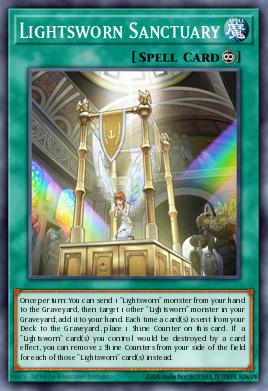 LIGHTSWORN SANCTUARY
魔
[SPELL CARD ]
Once per turn: You can send 1 "Lightsworn" monster from your hand
to the Graveyard, then target 1 other "Lightsworn" monster in your
Graveyard; add it to your hand. Each time a card(s) is sent from your
Deck to the Graveyard, place 1 Shine Counter on this card. If a
"Lightsworn" card(s) you control would be destroyed by a card
effect, you can remove 2 Shine Counters from your side of the field
for each of those "Lightsworn" card(s) instead.